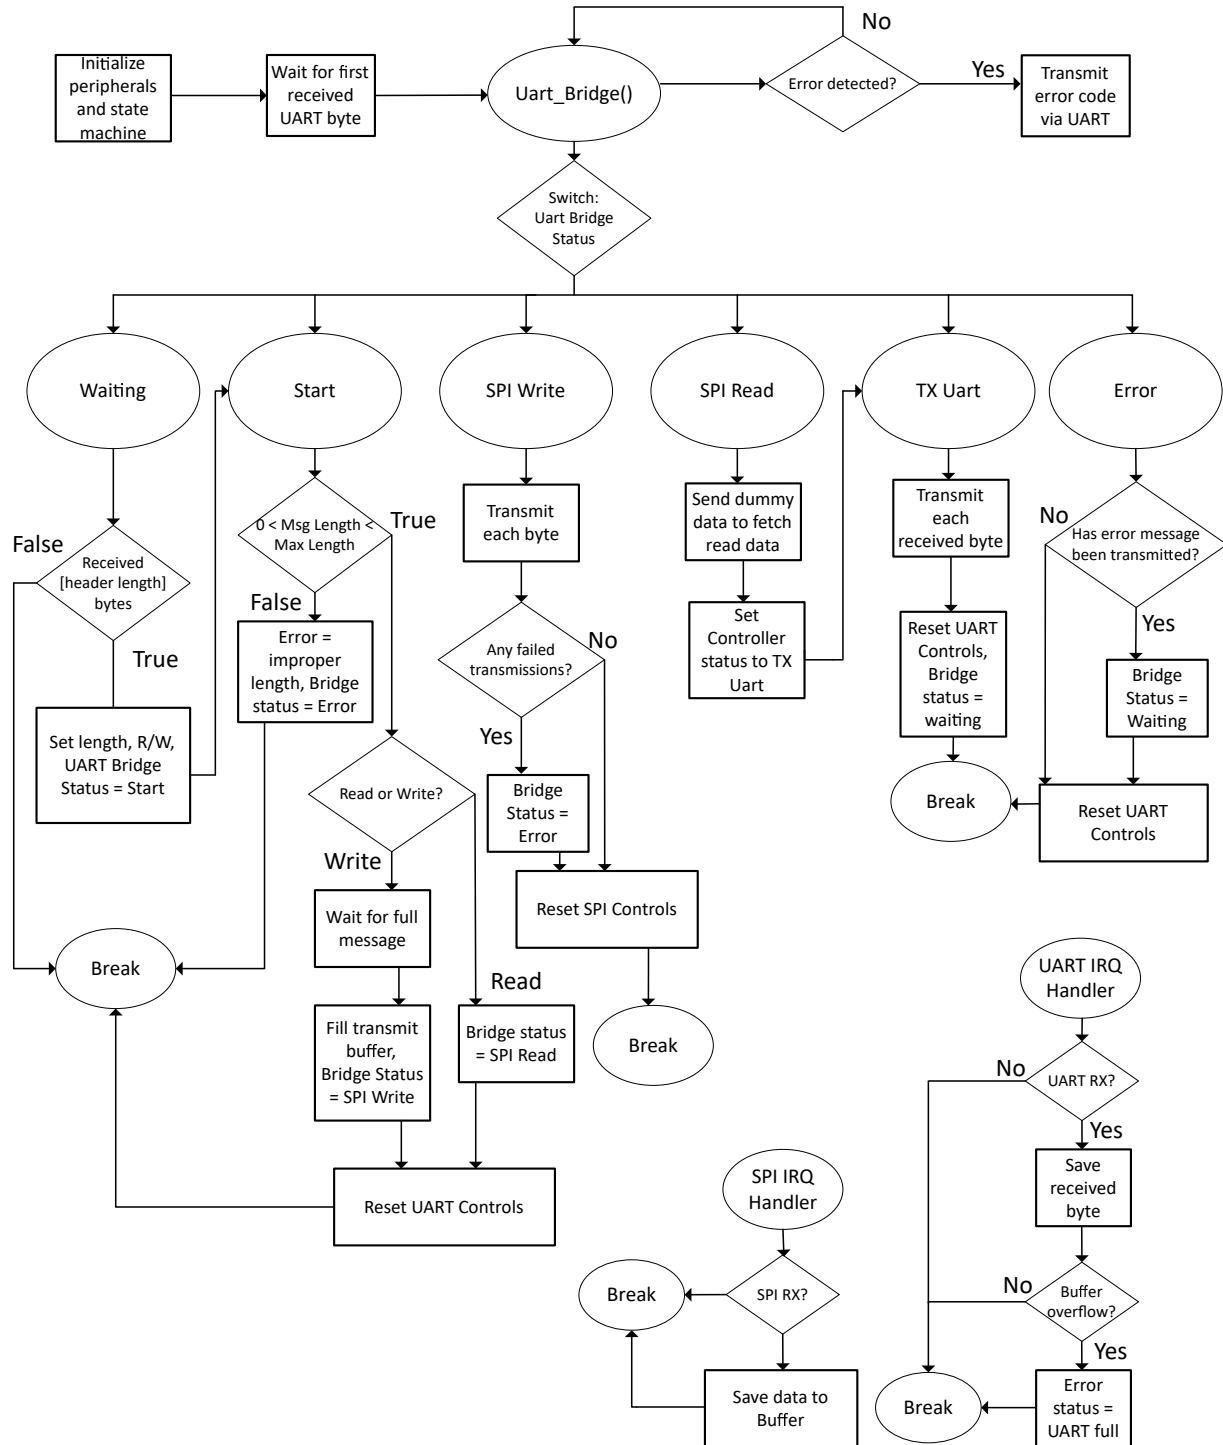 No
Initialize
peripherals
and state
machine
Wait for first
received
UART byte
Uart_Bridge()
Error detected?
Yes
Transmit
error code
via UART
Switch:
Uart Bridge
Status
Waiting
Start
SPI Write
SPI Read
TX Uart
Error
False
Received
[header length]
bytes
True
Set length, R/W,
UART Bridge
Status = Start
0 < Msg Length <
Max Length
True
False
Error =
improper
length, Bridge
status = Error
Read or Write?
Write
Wait for full
message
Fill transmit
buffer,
Bridge Status
= SPI Write
Read
Bridge status
= SPI Read
Reset UART Controls
Break
Transmit
each byte
Any failed
transmissions?
No
Yes
Bridge
Status =
Error
Reset SPI Controls
Break
Send dummy
data to fetch
read data
Set
Controller
status to TX
Uart
Transmit
each
received byte
Reset UART
Controls,
Bridge
status =
waiting
Break
No
Has error message
been transmitted?
Yes
Bridge
Status =
Waiting
Reset UART
Controls
SPI IRQ
Handler
SPI RX?
Break
Save data to
Buffer
UART IRQ
Handler
No
UART RX?
Yes
Save
received
byte
No
Buffer
overflow?
Yes
Error
status =
UART full
Break